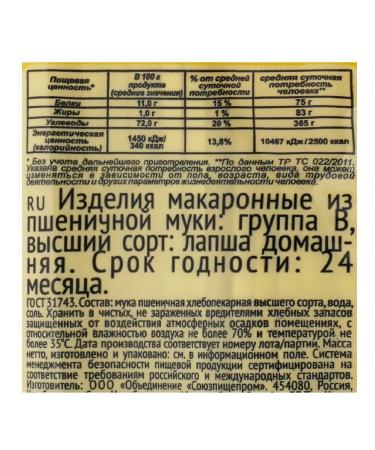 Пищевая ценность*
В 100 г продукта (средние значения)
% от средней суточной потребности
средняя суточная потребность человека**
Белки 11,0 г 15 % 75 г
Жиры 1,0 г 1 % 83 г
Углеводы 72,0 г 20 % 365 г
Энергетическая ценность (калорийность) 1450 кДж/ 340 ккал 13,8% 10467 кДж/2500 ккал
* Без учета дальнейшего приготовления. **По данным ТР ТС 022/2011.
Указана средняя суточная потребность взрослого человека, она может
изменяться в зависимости от пола, возраста, вида трудовой
деятельности и других параметров жизнедеятельности человека.
RU Изделия макаронные из
пшеничной муки: группа В,
высший сорт: лапша домаш-
няя. Срок годности: 24
месяца.
ГОСТ 31743. Состав: мука пшеничная хлебопекарная высшего сорта, вода,
соль. Хранить в чистых, не зараженных вредителями хлебных запасов
защищенных от воздействия атмосферных осадков помещениях, с
относительной влажностью воздуха не более 70% и температурой не
более 35°С. Дата производства соответствует номеру лота/партии. Масса
нетто, изготовлено и упаковано: см. в информационном поле. Система
менеджмента безопасности пищевой продукции сертифицирована на
соответствие требованиям российского и международных стандартов.
Изготовитель: ООО «Объединение «Союзпищепром». 454080, Россия,